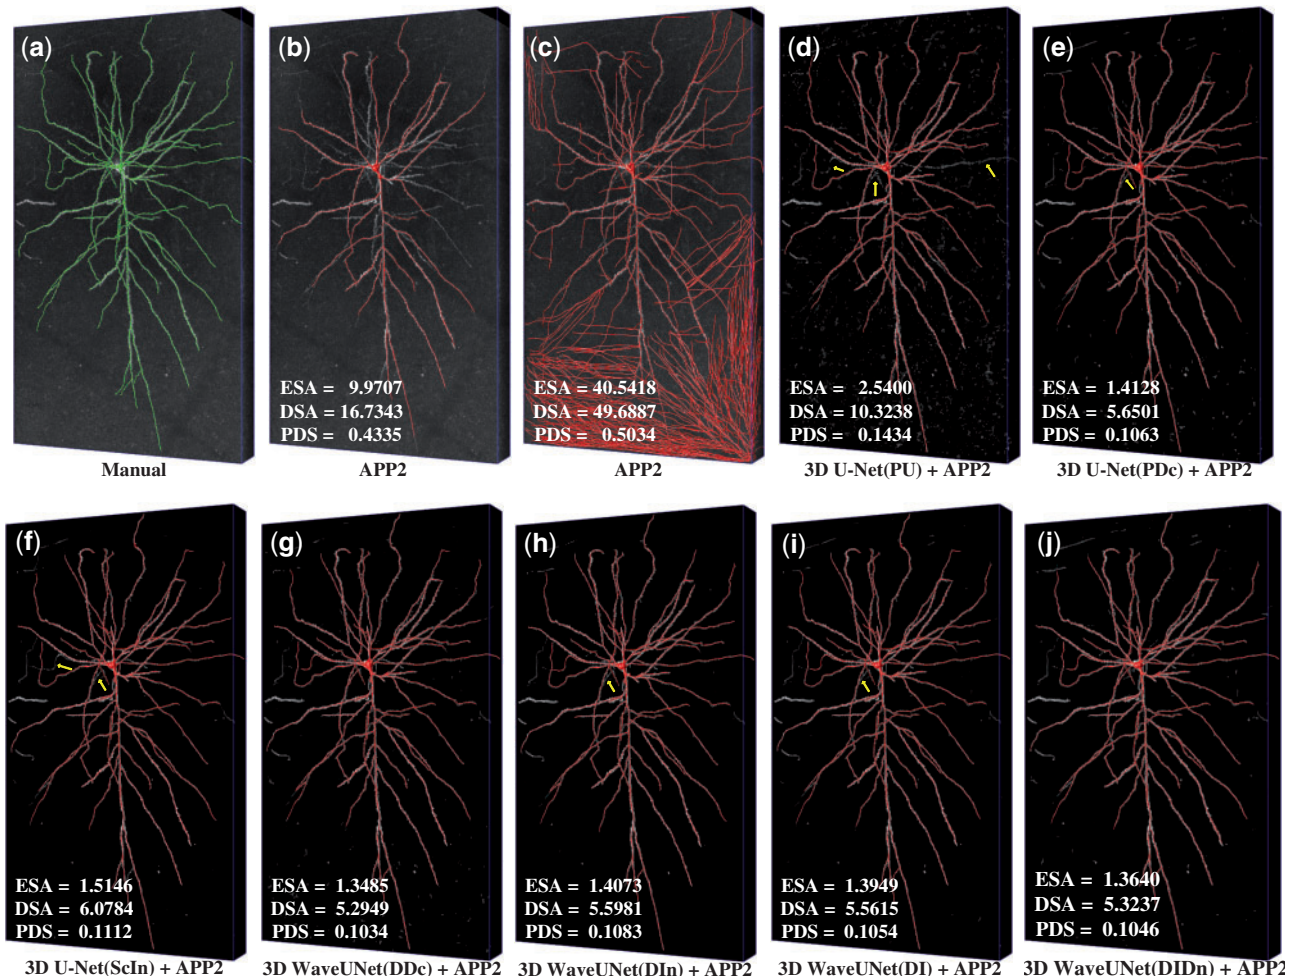 (a)
Manual
(b)
ESA = 9.9707
DSA = 16.7343
PDS = 0.4335
APP2
(c)
ESA = 40.5418
DSA = 49.6887
PDS = 0.5034
APP2
(d)
ESA = 2.5400
DSA = 10.3238
PDS = 0.1434
3D U-Net(PU) + APP2
(e)
ESA = 1.4128
DSA = 5.6501
PDS = 0.1063
3D U-Net(PDc) + APP2
(f)
ESA = 1.5146
DSA = 6.0784
PDS = 0.1112
3D U-Net(ScIn) + APP2
(g)
ESA = 1.3485
DSA = 5.2949
PDS = 0.1034
3D WaveUNet(DDc) + APP2
(h)
ESA = 1.4073
DSA = 5.5981
PDS = 0.1083
3D WaveUNet(DIn) + APP2
(i)
ESA = 1.3949
DSA = 5.5615
PDS = 0.1054
3D WaveUNet(DI) + APP2
(j)
ESA = 1.3640
DSA = 5.3237
PDS = 0.1046
3D WaveUNet(DIDn) + APP2